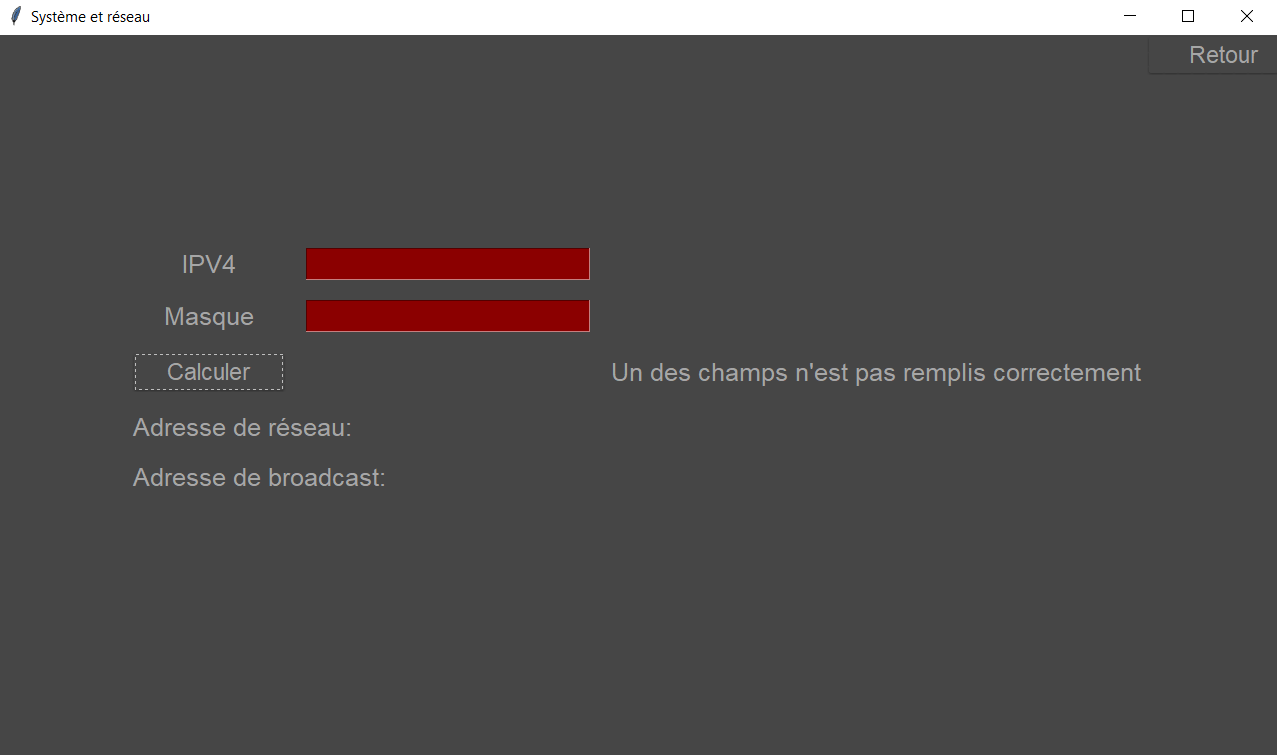 Système et réseau
Retour
IPV4
Masque
Calculer
Un des champs n'est pas remplis correctement
Adresse de réseau:
Adresse de broadcast: